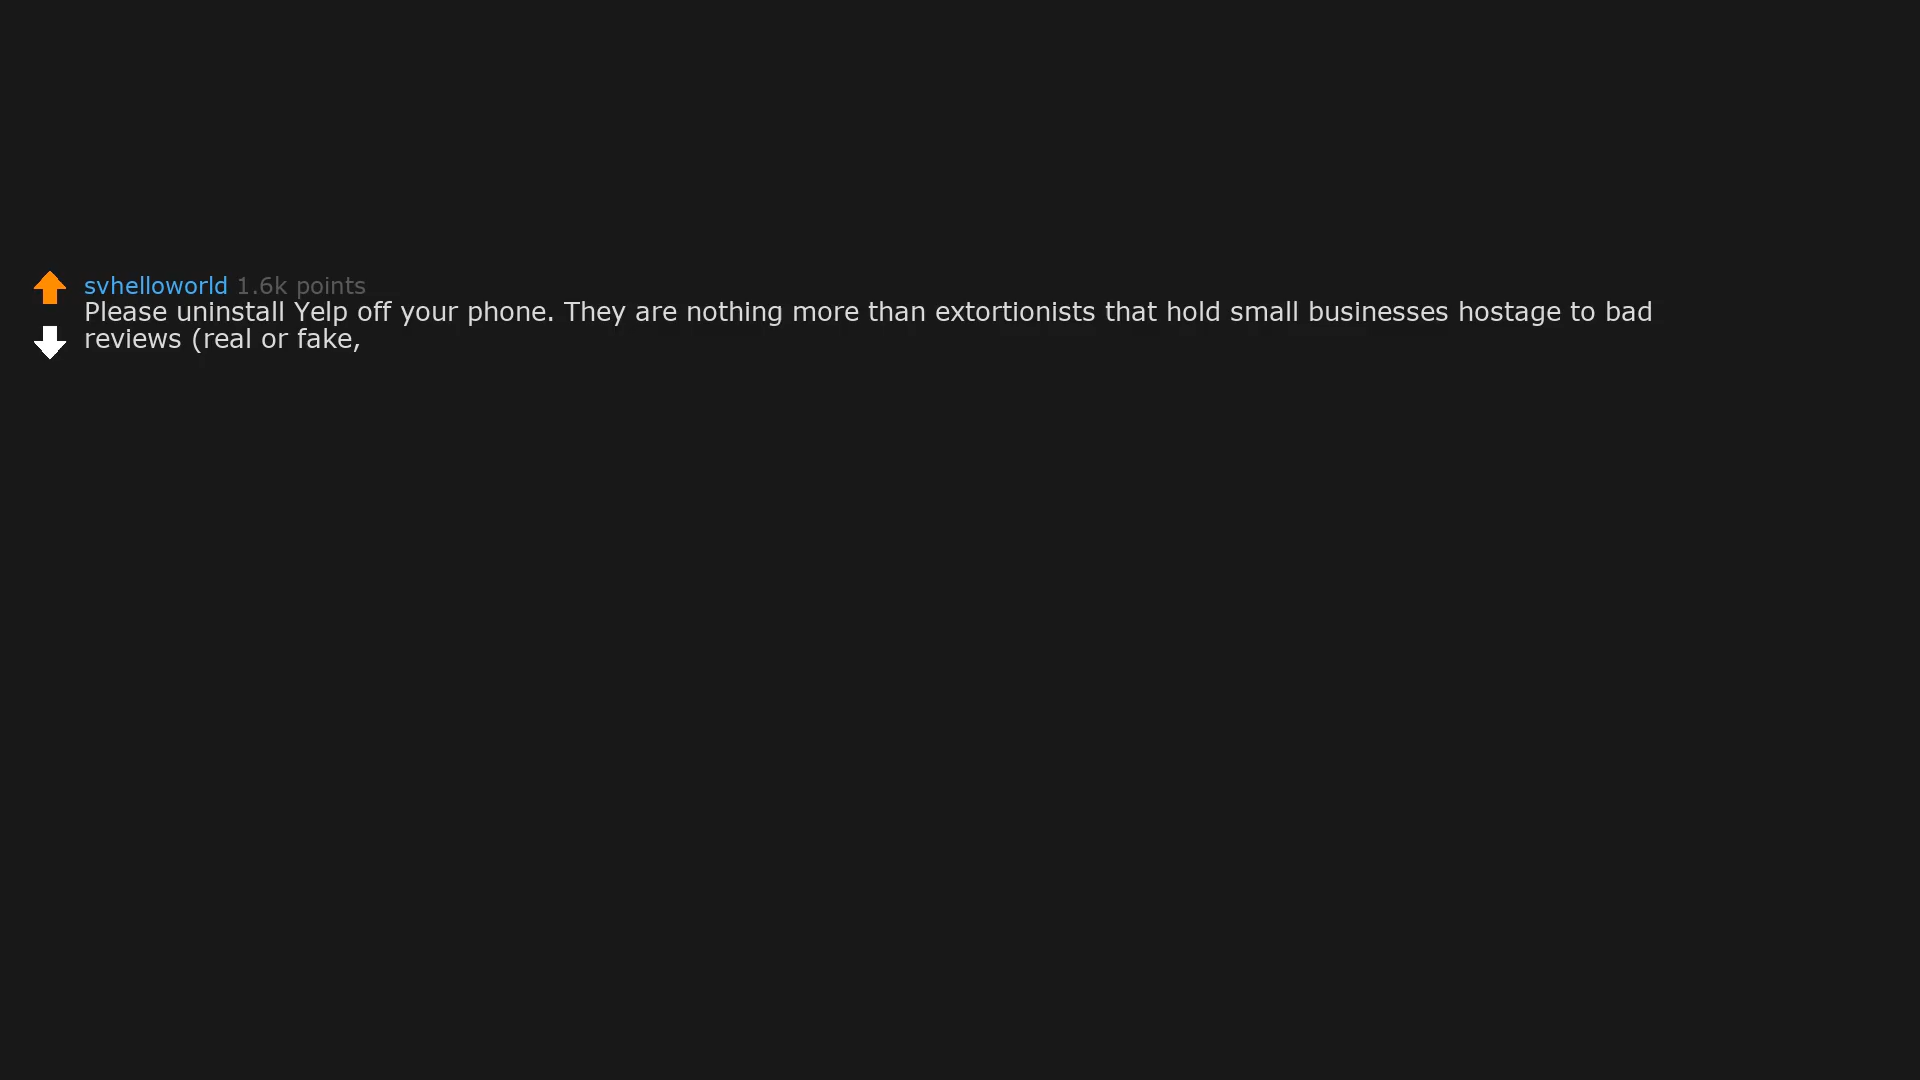 svhelloworld 1.6k points
Please uninstall Yelp off your phone. They are nothing more than extortionists that hold small businesses hostage to bad
reviews (real or fake,